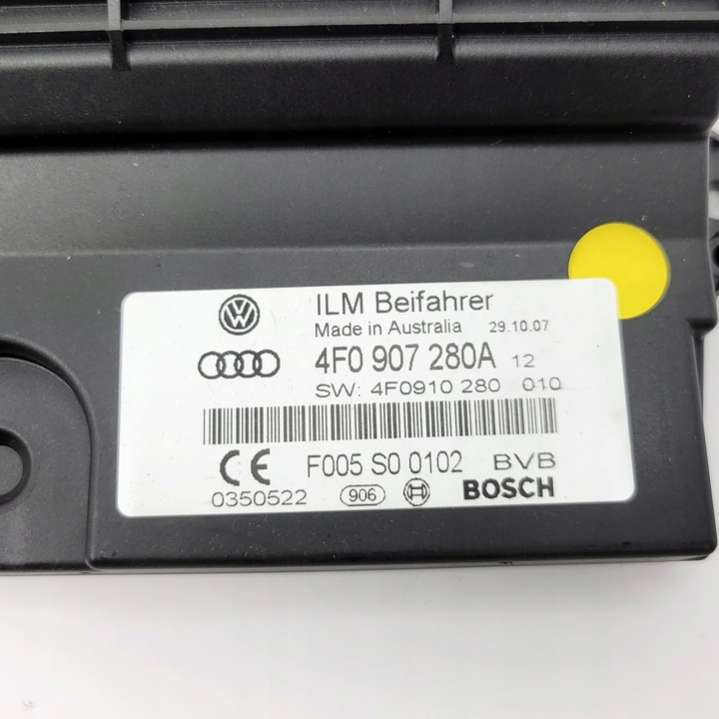 ILM Beifahrer
Made in Australia 29.10.07
4F0 907 280A 12
SW: 4F0910 280 010
CE F005 S0 0102 BVB
0350522 906 BOSCH